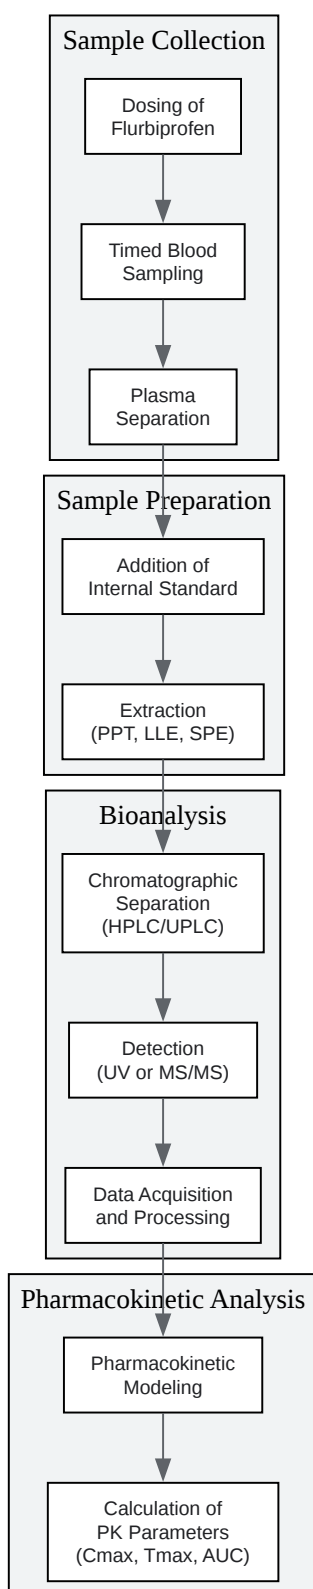 Sample Collection
Dosing of
Flurbiprofen
Timed Blood
Sampling
Plasma
Separation
Sample Preparation
Addition of
Internal Standard
Extraction
(PPT, LLE, SPE)
Bioanalysis
Chromatographic
Separation
(HPLC/UPLC)
Detection
(UV or MS/MS)
Data Acquisition
and Processing
Pharmacokinetic Analysis
Pharmacokinetic
Modeling
Calculation of
PK Parameters
(Cmax, Tmax, AUC)